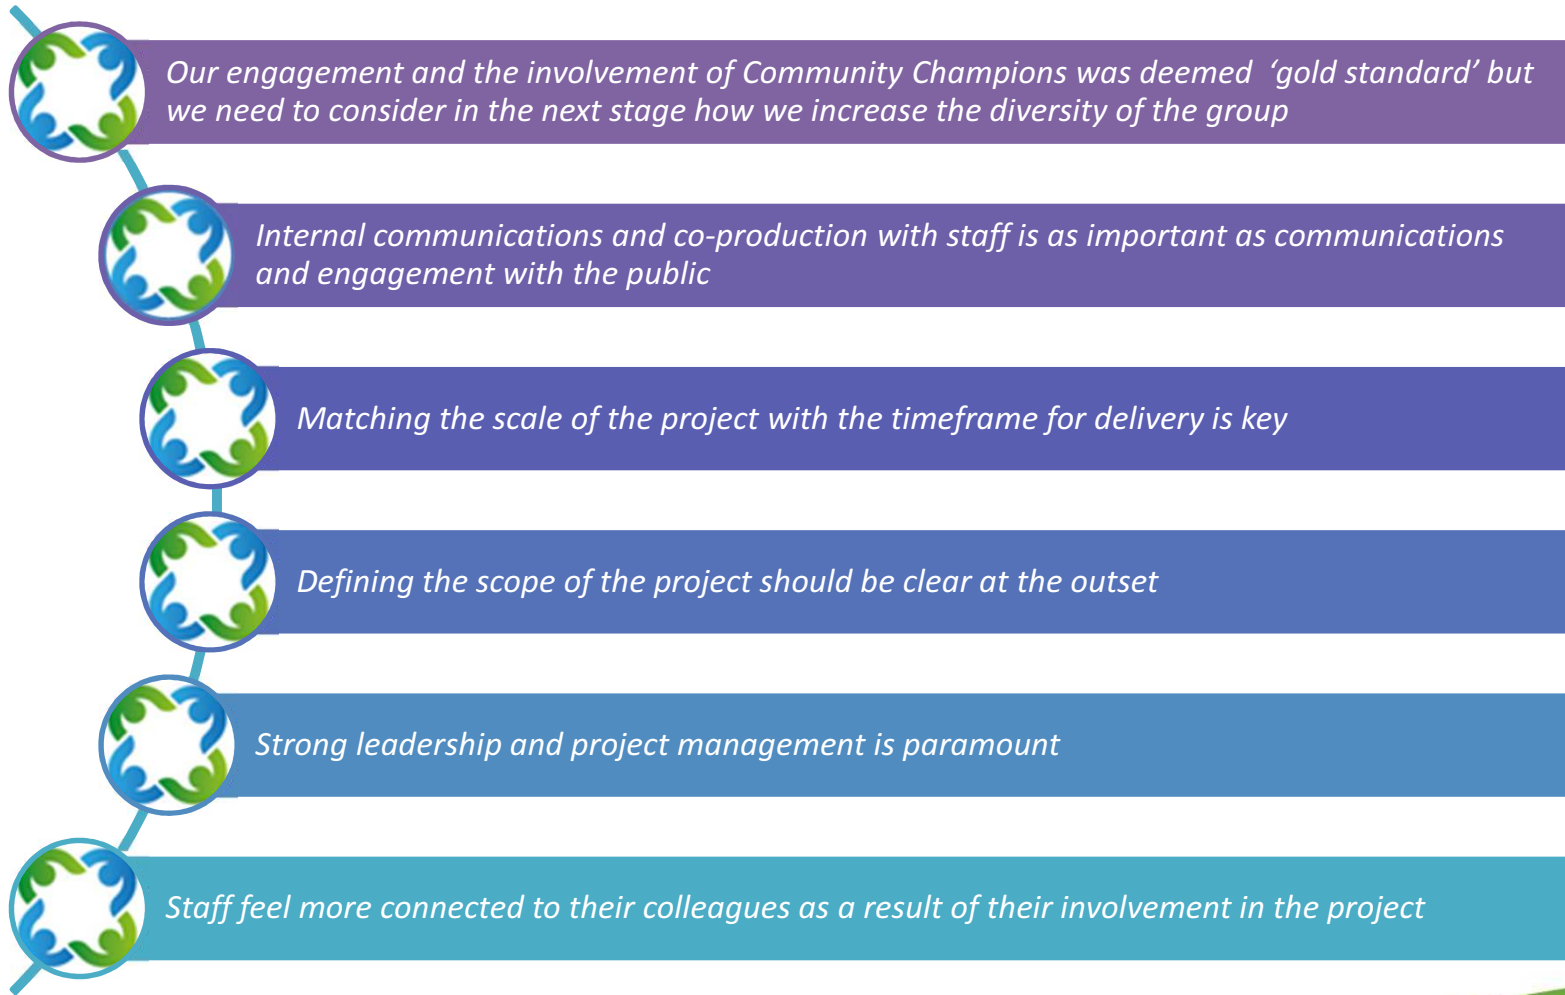 Our engagement and the involvement of Community Champions was deemed ‘gold standard’ but
we need to consider in the next stage how we increase the diversity of the group
Internal communications and co-production with staff is as important as communications
and engagement with the public
Matching the scale of the project with the timeframe for delivery is key
Defining the scope of the project should be clear at the outset
Strong leadership and project management is paramount
Staff feel more connected to their colleagues as a result of their involvement in the project